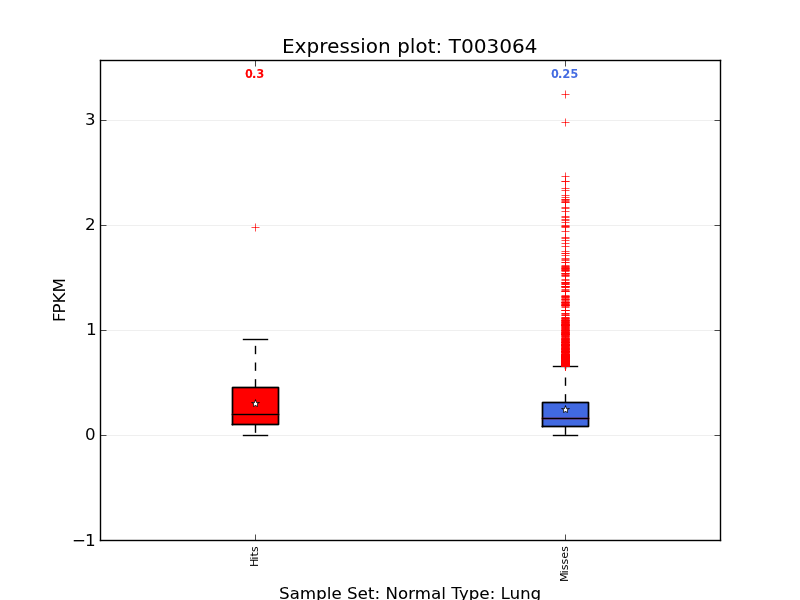 Expression plot: T003064
0.3
0.25
3
2
1
0
−1
FPKM
Hits
Misses
Sample Set: Normal Type: Lung